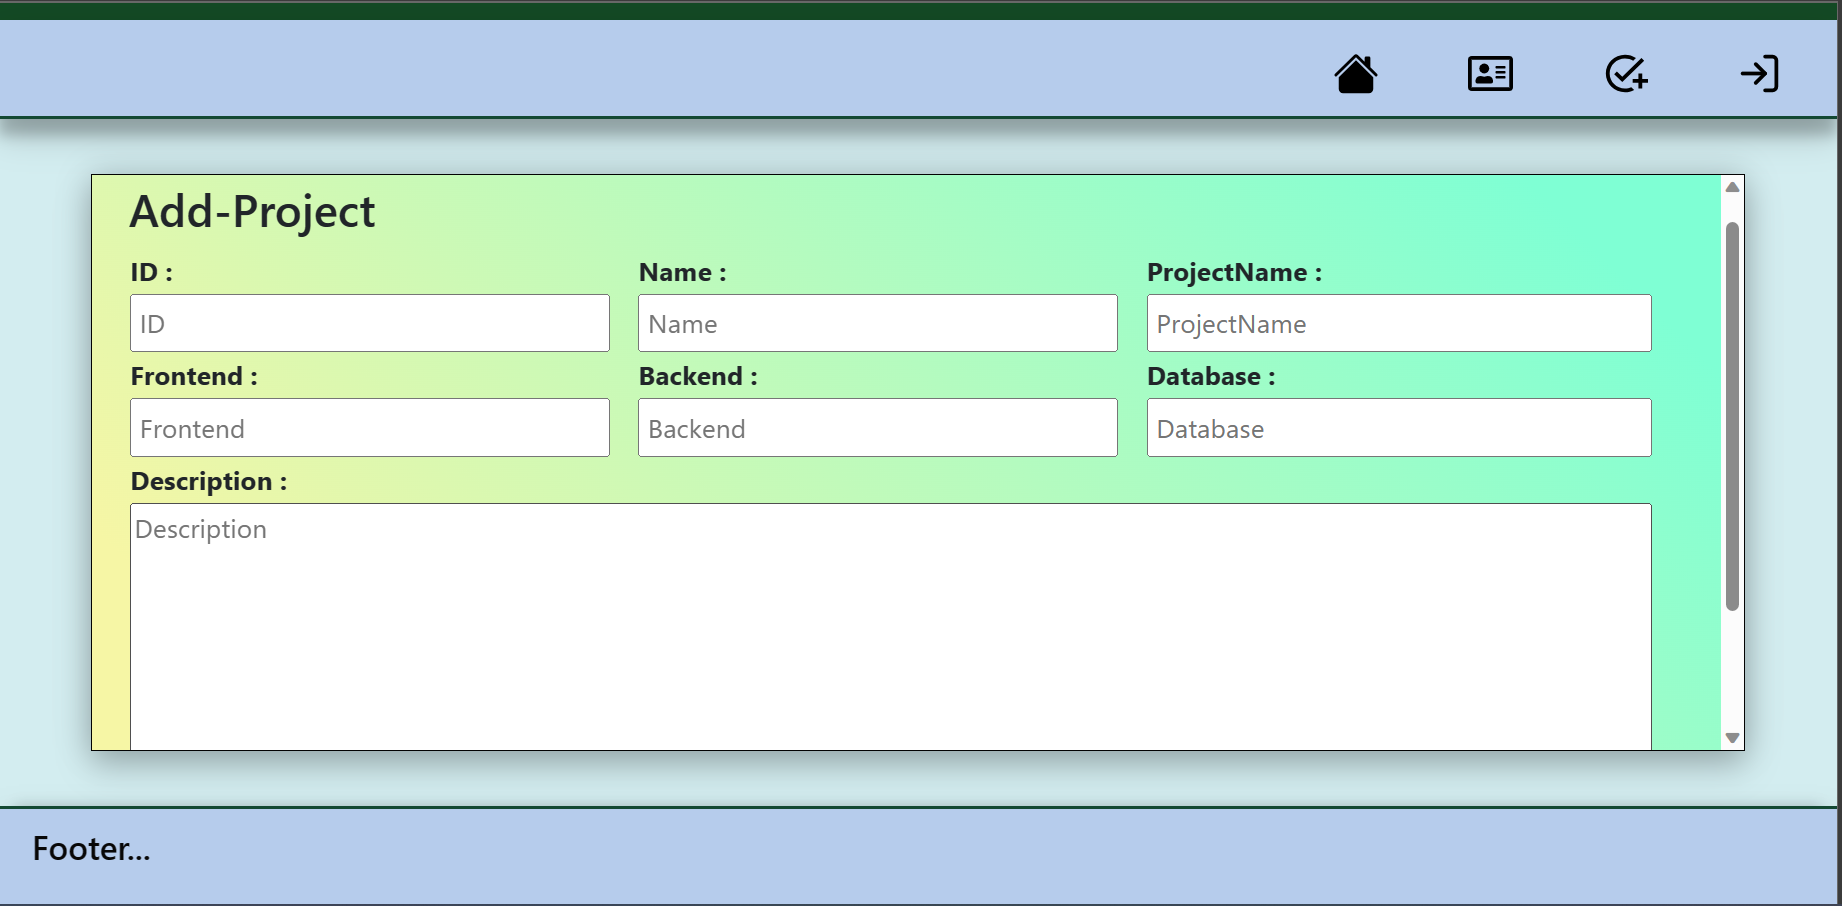 Add-Project
ID : Name : ProjectName :
ID Name ProjectName
Frontend : Backend : Database :
Frontend Backend Database
Description :
Description
Footer...